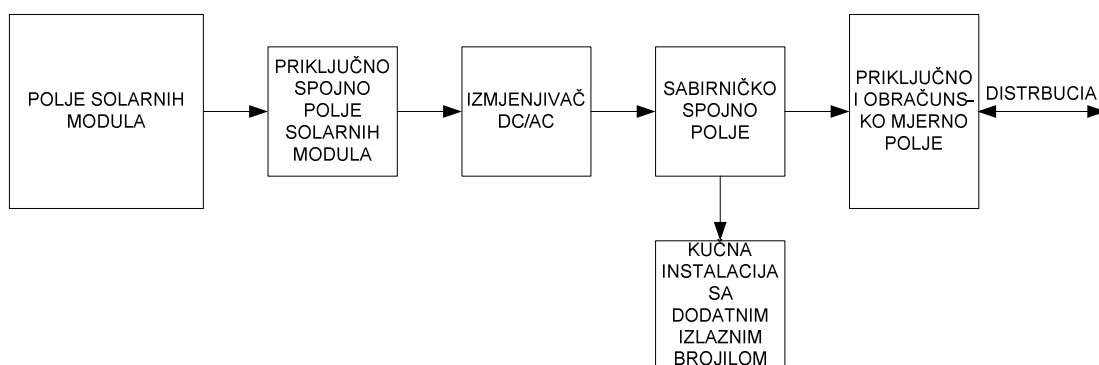 POLJE SOLARNIH
MODULA
PRIKLJUČNO
SPOJNO
POLJE
SOLARNIH
MODULA
IZMJENJIVAČ
DC/AC
SABIRNIČKO
SPOJNO
POLJE
PRIKLJUČNO
I OBRAČUNS-
KO MJERNO
POLJE
DISTRBUCIA
KUČNA
INSTALACIJA
SA
DODATNIM
IZLAZNIM
BROJILOM